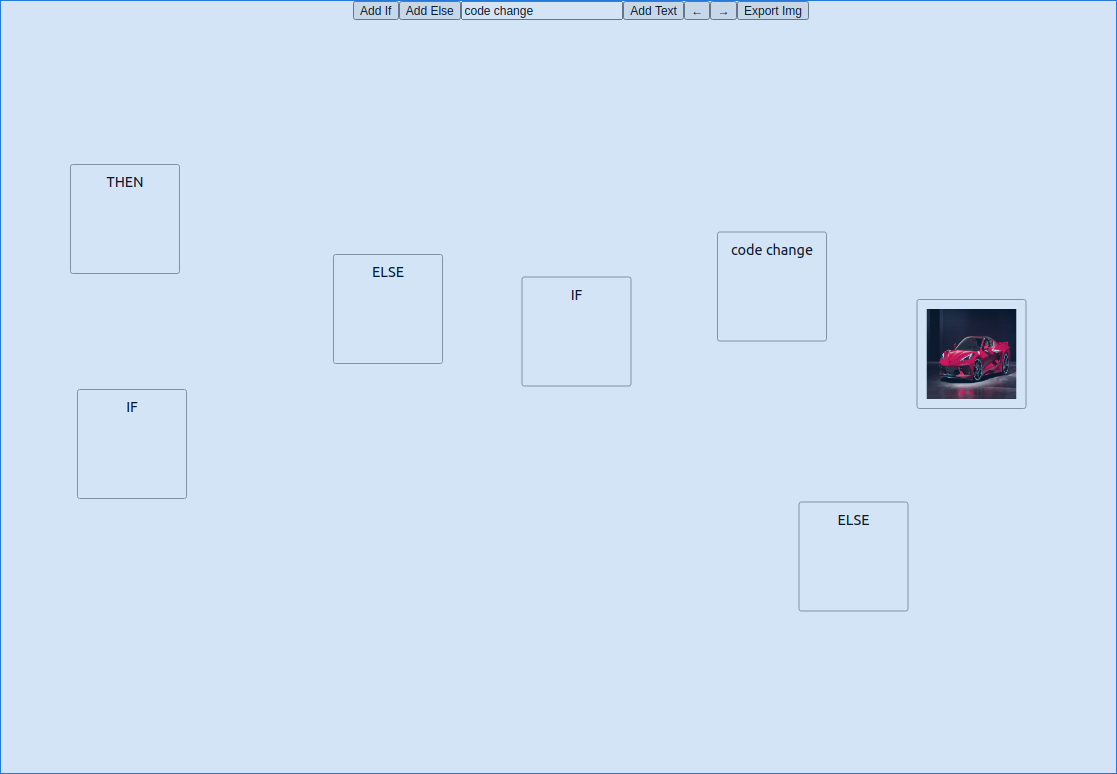 Add If Add Else code change Add Text ← → Export Img
THEN
code change
ELSE
IF
IF
ELSE